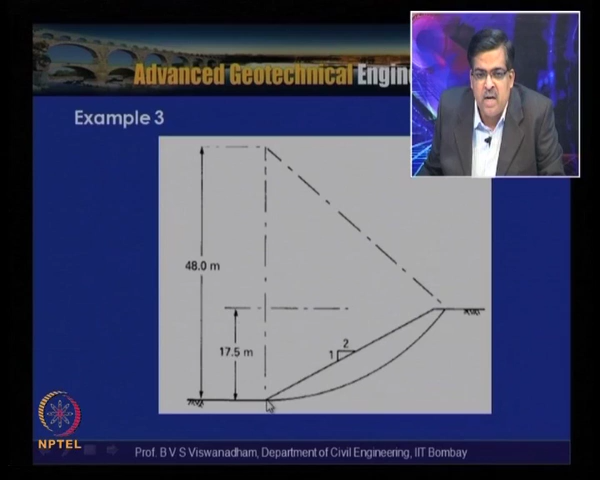 Advanced Geotechnical Engine
Example 3
48.0 m
17.5 m
2
1
NPTEL
Prof. B V S Viswanadham, Department of Civil Engineering, IIT Bombay